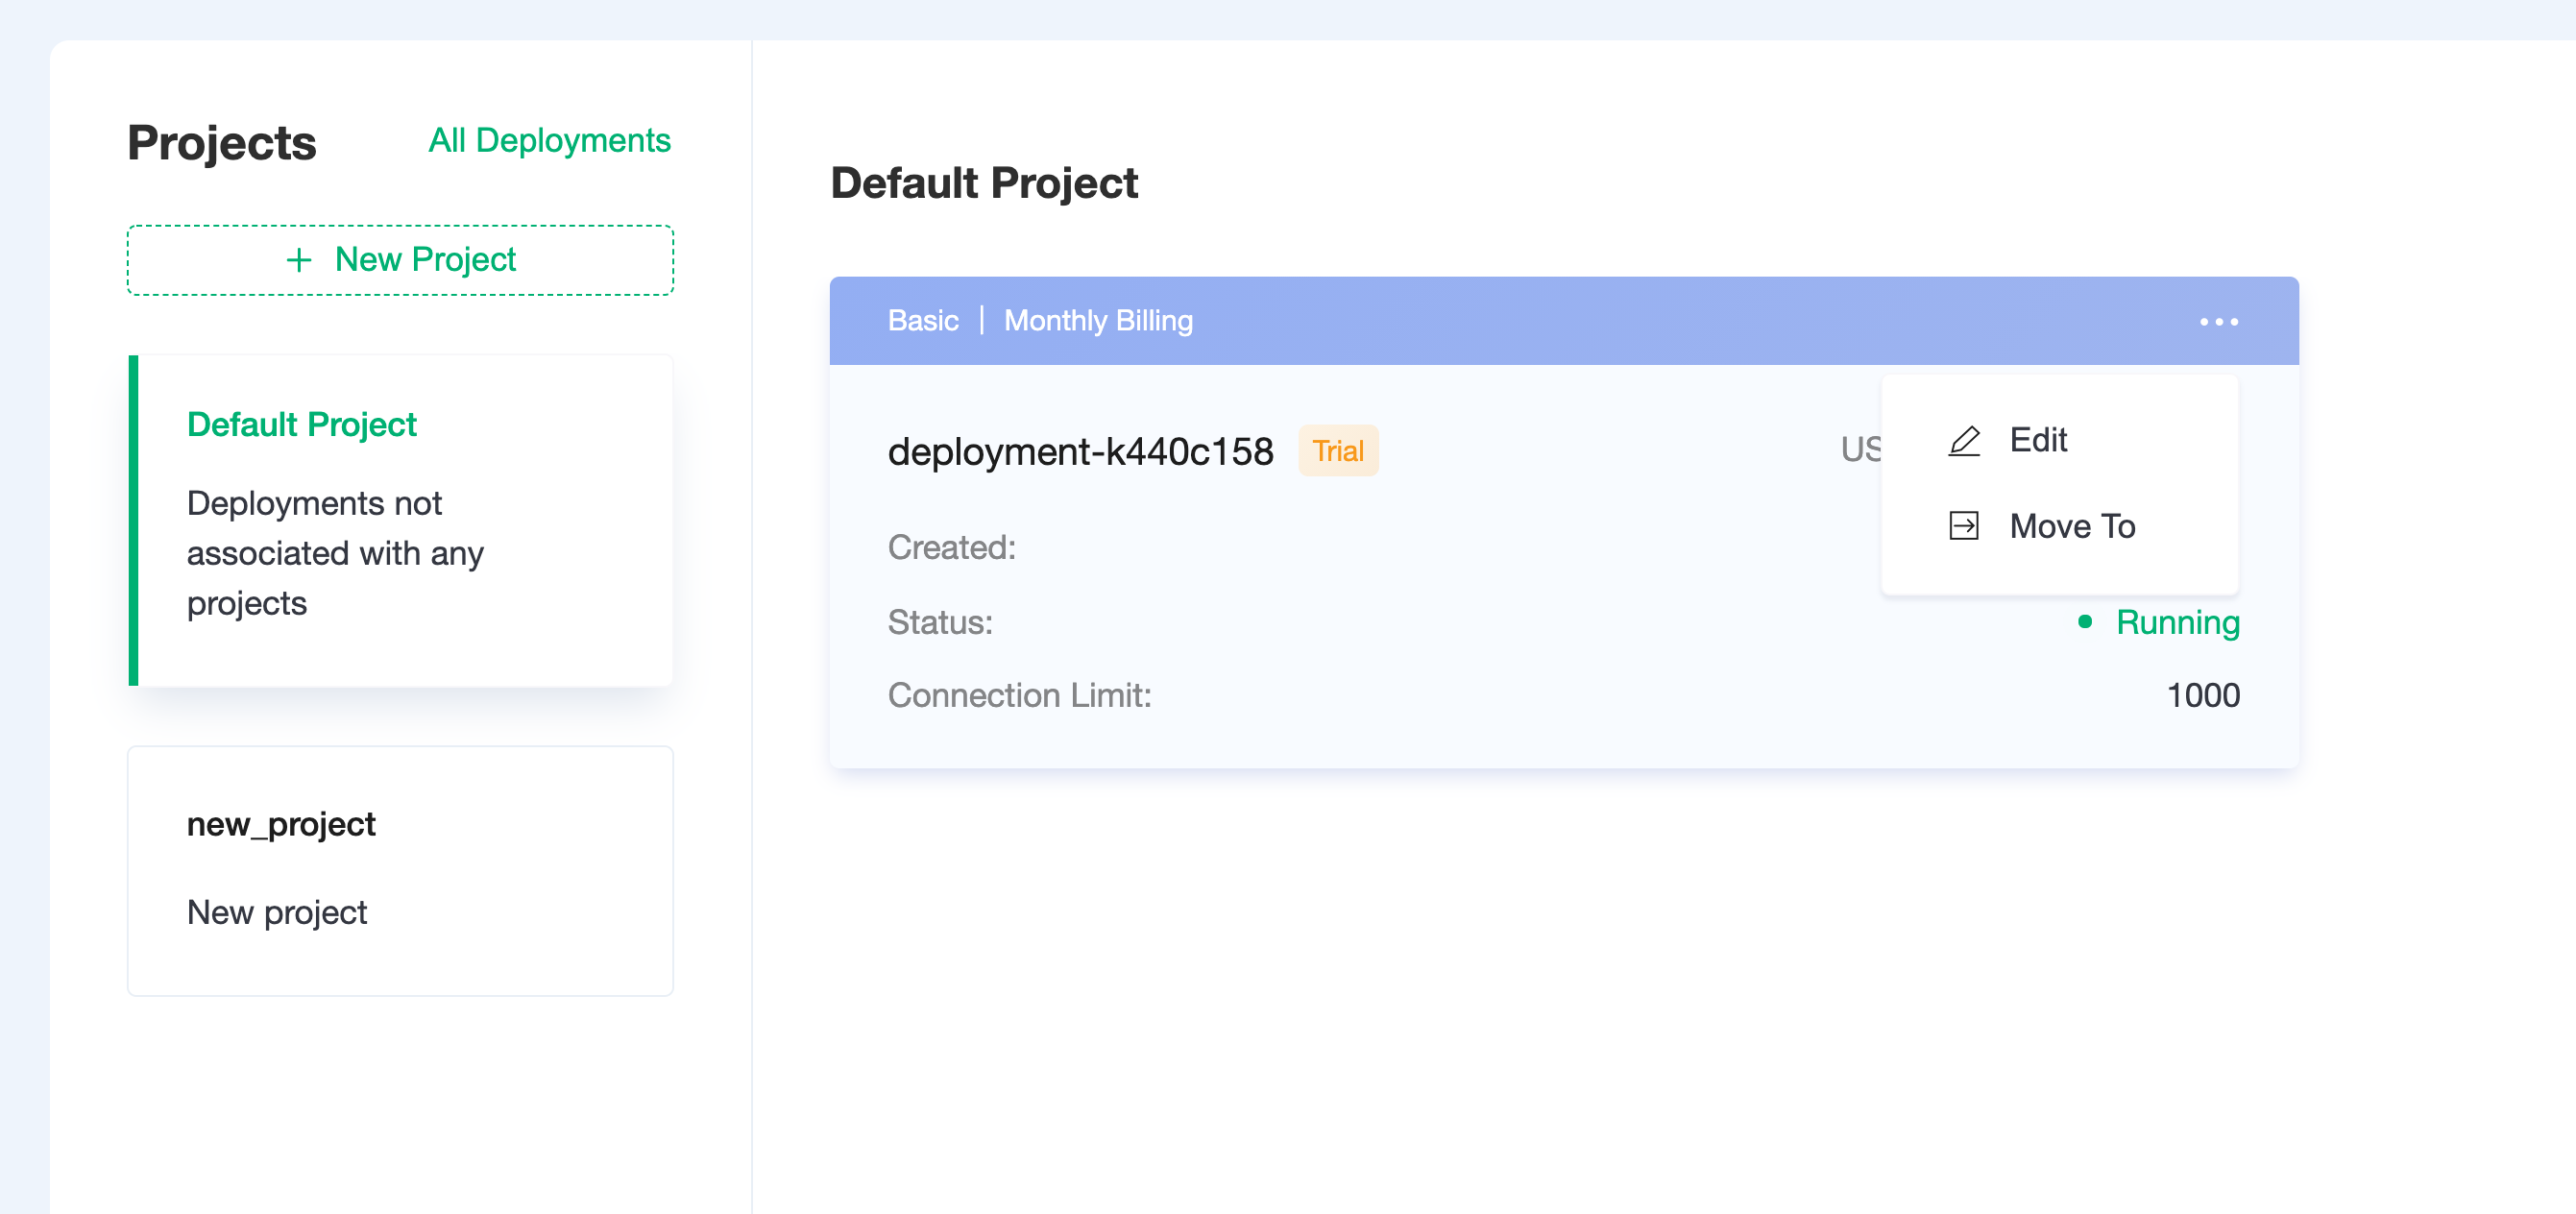 Projects
All Deployments
+ New Project
Default Project
Deployments not
associated with any
projects
new_project
New project
Default Project
Basic | Monthly Billing
deployment-k440c158 Trial
Edit
Move To
Created:
Status: Running
Connection Limit: 1000